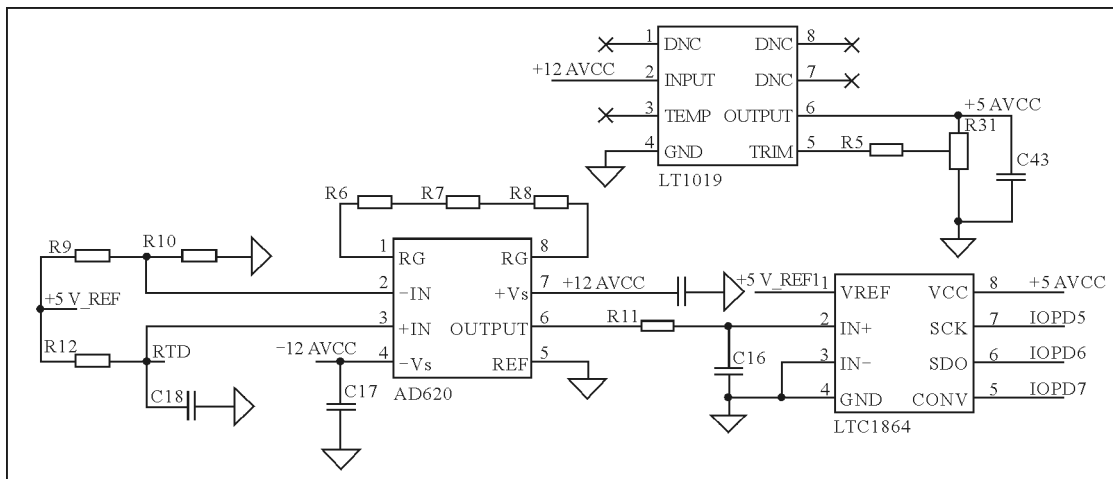 1 DNC DNC 8
+12 AVCC 2 INPUT DNC 7
3 TEMP OUTPUT 6 +5 AVCC
R31
4 GND TRIM 5 R5
C43
LT1019
R6 R7 R8
R9 R10
1 RG RG 8
2 −IN +Vs 7 +12 AVCC
+5 V_REF
3 +IN OUTPUT 6 R11
R12 RTD
−12 AVCC 4 −Vs REF 5
C18 C17
AD620
+5 V_REF1 1 VREF VCC 8 +5 AVCC
2 IN+ SCK 7 IOPD5
C16 3 IN− SDO 6 IOPD6
4 GND CONV 5 IOPD7
LTC1864